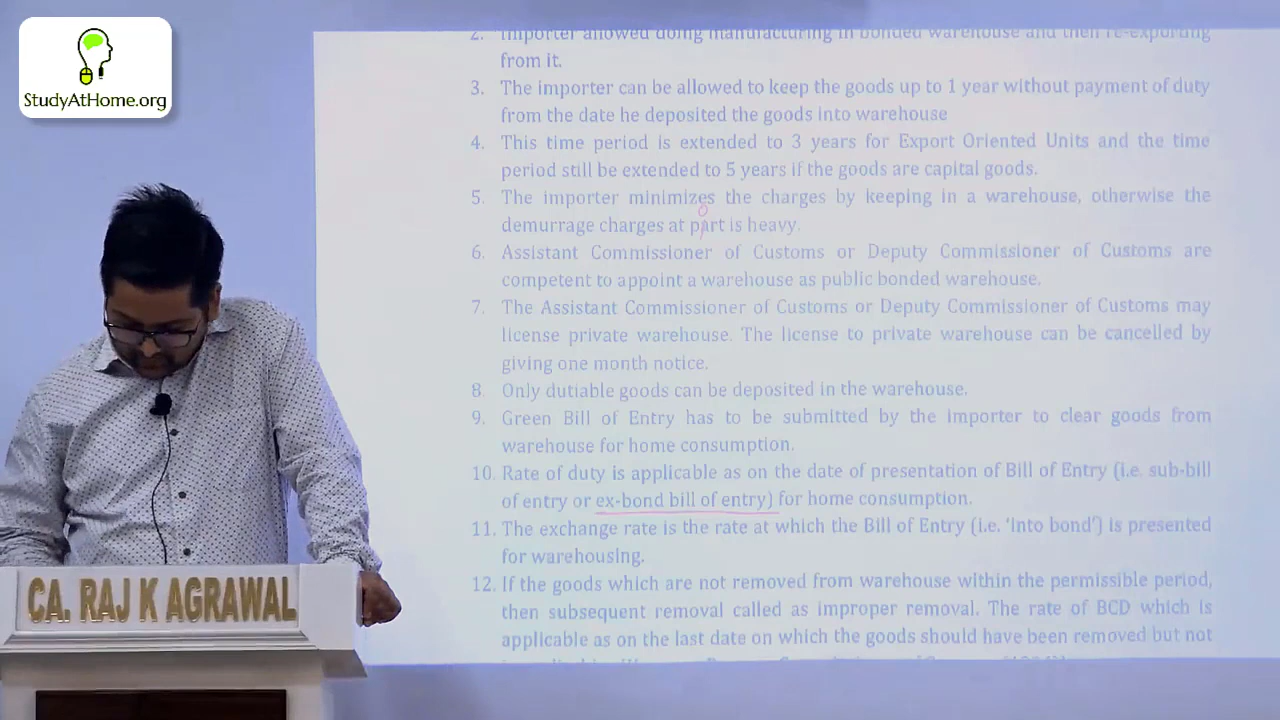 StudyAtHome.org
2. Importer allowed doing manufacturing in bonded warehouse and then re-exporting
from it.
3. The importer can be allowed to keep the goods up to 1 year without payment of duty
from the date he deposited the goods into warehouse
4. This time period is extended to 3 years for Export Oriented Units and the time
period still be extended to 5 years if the goods are capital goods.
5. The importer minimizes the charges by keeping in a warehouse, otherwise the
demurrage charges at part is heavy.
6. Assistant Commissioner of Customs or Deputy Commissioner of Customs are
competent to appoint a warehouse as public bonded warehouse.
7. The Assistant Commissioner of Customs or Deputy Commissioner of Customs may
license private warehouse. The license to private warehouse can be cancelled by
giving one month notice.
8 Only dutiable goods can be deposited in the warehouse.
9. Green Bill of Entry has to be submitted by the importer to clear goods from
warehouse for home consumption.
10. Rate of duty is applicable as on the date of presentation of Bill of Entry (i.e. sub-bill
of entry or ex-bond bill of entry) for home consumption.
11. The exchange rate is the rate at which the Bill of Entry (i.e. 'Into bond') is presented
for warehousing.
12. If the goods which are not removed from warehouse within the permissible period,
then subsequent removal called as improper removal. The rate of BCD which is
applicable as on the last date on which the goods should have been removed but not
CA. RAJ K AGRAWAL